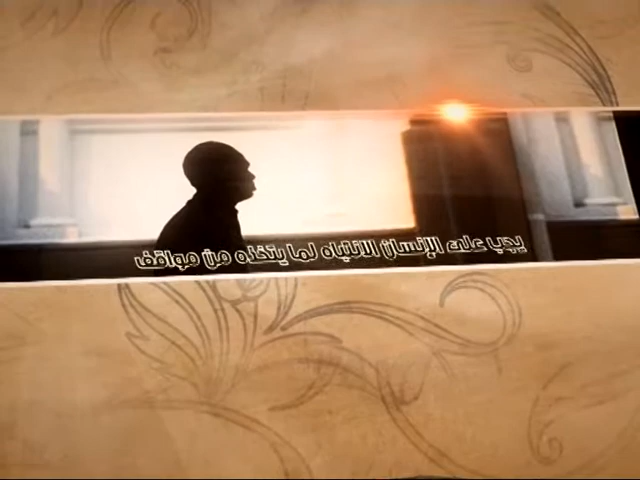 يجب على الإنسان الانتباه لما يتخذه من مواقف